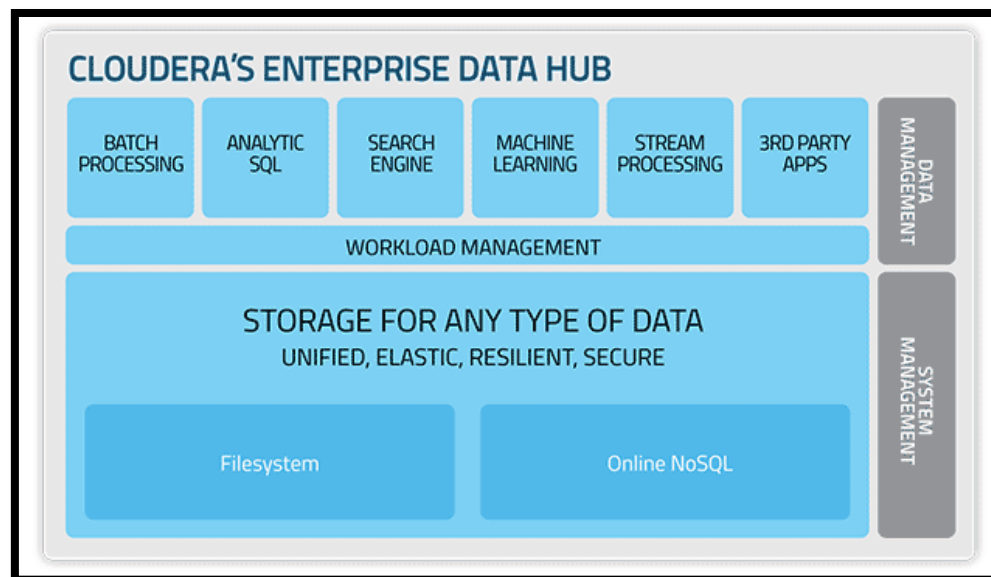 CLOUDERA'S ENTERPRISE DATA HUB
BATCH
PROCESSING
ANALYTIC
SQL
SEARCH
ENGINE
MACHINE
LEARNING
STREAM
PROCESSING
3RD PARTY
APPS
DATA
MANAGEMENT
WORKLOAD MANAGEMENT
STORAGE FOR ANY TYPE OF DATA
UNIFIED, ELASTIC, RESILIENT, SECURE
Filesystem
Online NoSQL
SYSTEM
MANAGEMENT